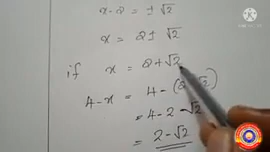 x-2 = ± √2
x = 2 ± √2
if x = 2+√2
4-x = 4 - (2+√2)
= 4-2-√2
= 2-√2